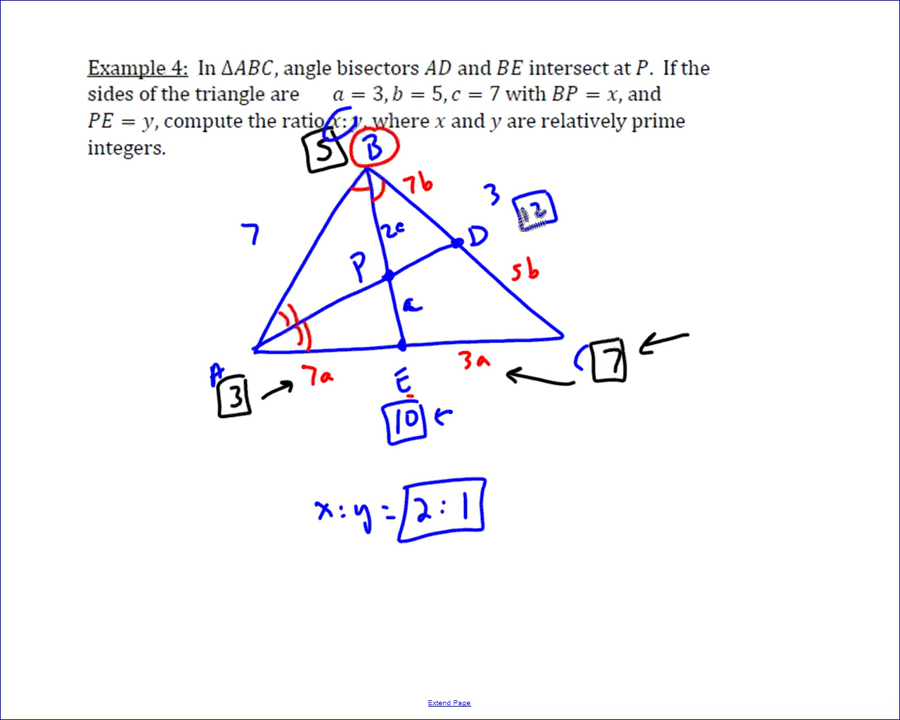 Example 4: In ΔABC, angle bisectors AD and BE intersect at P. If the
sides of the triangle are a = 3, b = 5, c = 7 with BP = x, and
PE = y, compute the ratio x: y, where x and y are relatively prime
integers.
5 B
7b
3 12
7
2a
D
P
5b
a
A
7a
E
3a
C 7
3
10
x:y = 2:1
Extend Page